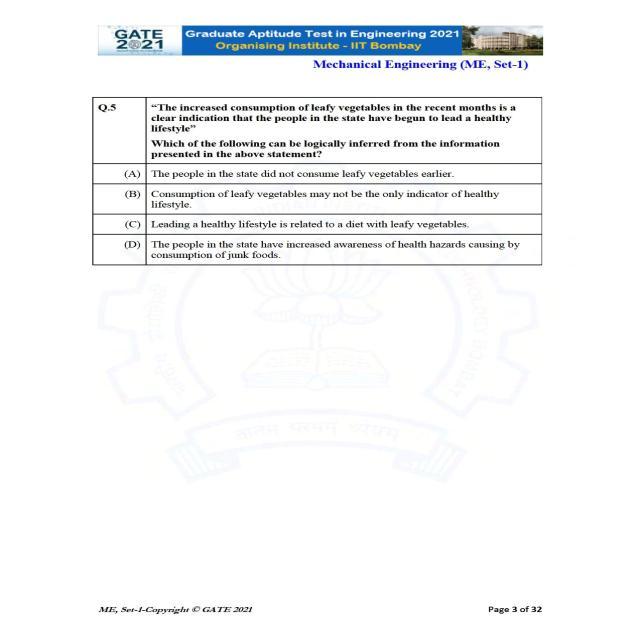 GATE
2021
Graduate Aptitude Test in Engineering 2021
Organising Institute - IIT Bombay
Mechanical Engineering (ME, Set-1)
Q.5
“The increased consumption of leafy vegetables in the recent months is a
clear indication that the people in the state have begun to lead a healthy
lifestyle”
Which of the following can be logically inferred from the information
presented in the above statement?
(A) The people in the state did not consume leafy vegetables earlier.
(B) Consumption of leafy vegetables may not be the only indicator of healthy
lifestyle.
(C) Leading a healthy lifestyle is related to a diet with leafy vegetables.
(D) The people in the state have increased awareness of health hazards causing by
consumption of junk foods.
ME, Set-1-Copyright © GATE 2021
Page 3 of 32